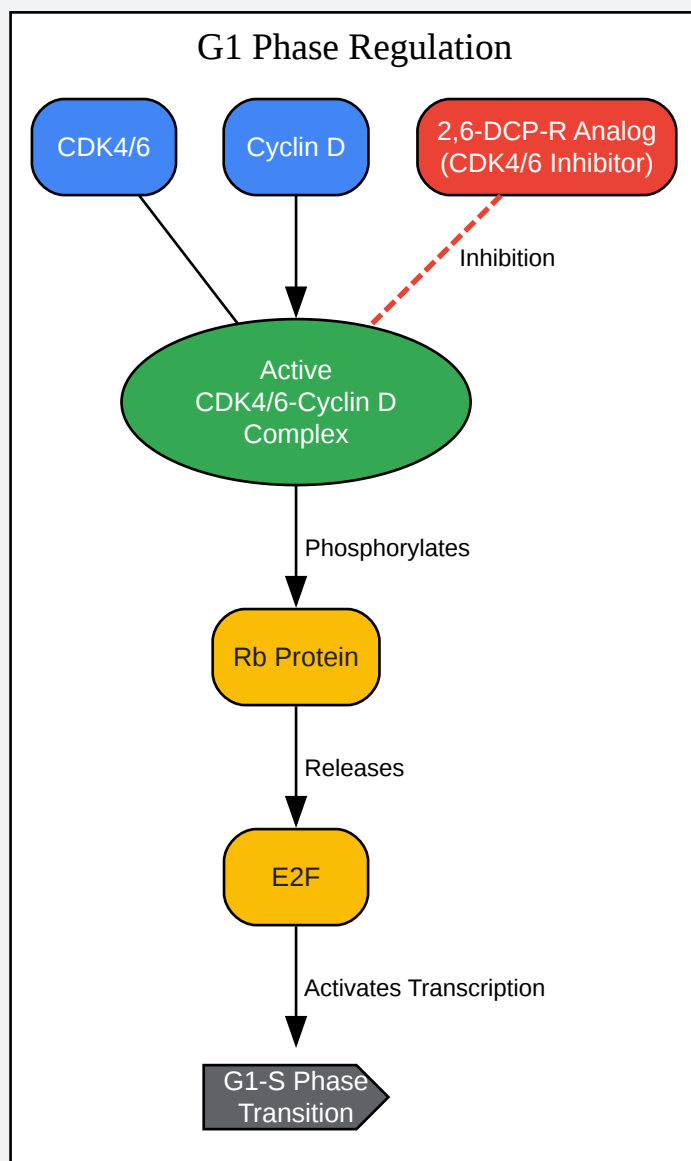 G1 Phase Regulation
CDK4/6
Cyclin D
2,6-DCP-R Analog
(CDK4/6 Inhibitor)
Inhibition
Active
CDK4/6-Cyclin D
Complex
Phosphorylates
Rb Protein
Releases
E2F
Activates Transcription
G1-S Phase
Transition